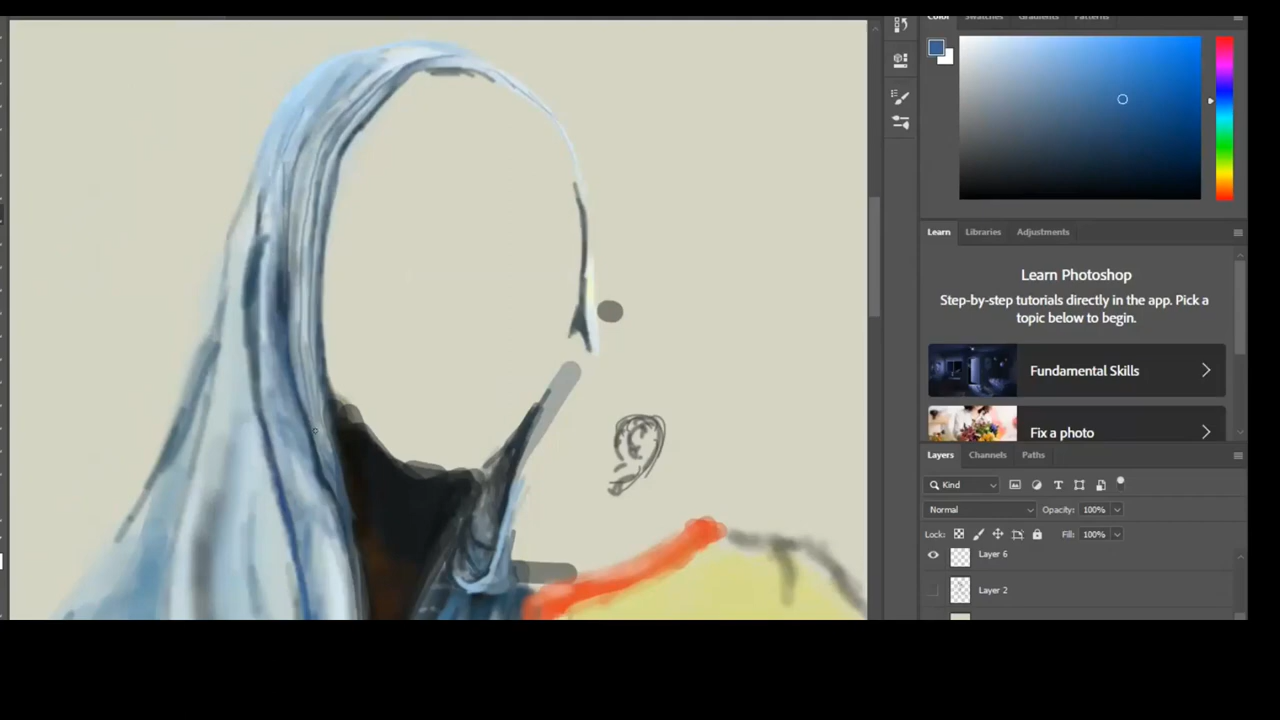 Color Swatches Gradients Patterns
Learn Libraries Adjustments
Learn Photoshop
Step-by-step tutorials directly in the app. Pick a
topic below to begin.
Fundamental Skills
Fix a photo
Layers Channels Paths
Kind
Normal Opacity: 100%
Lock: Fill: 100%
Layer 6
Layer 2